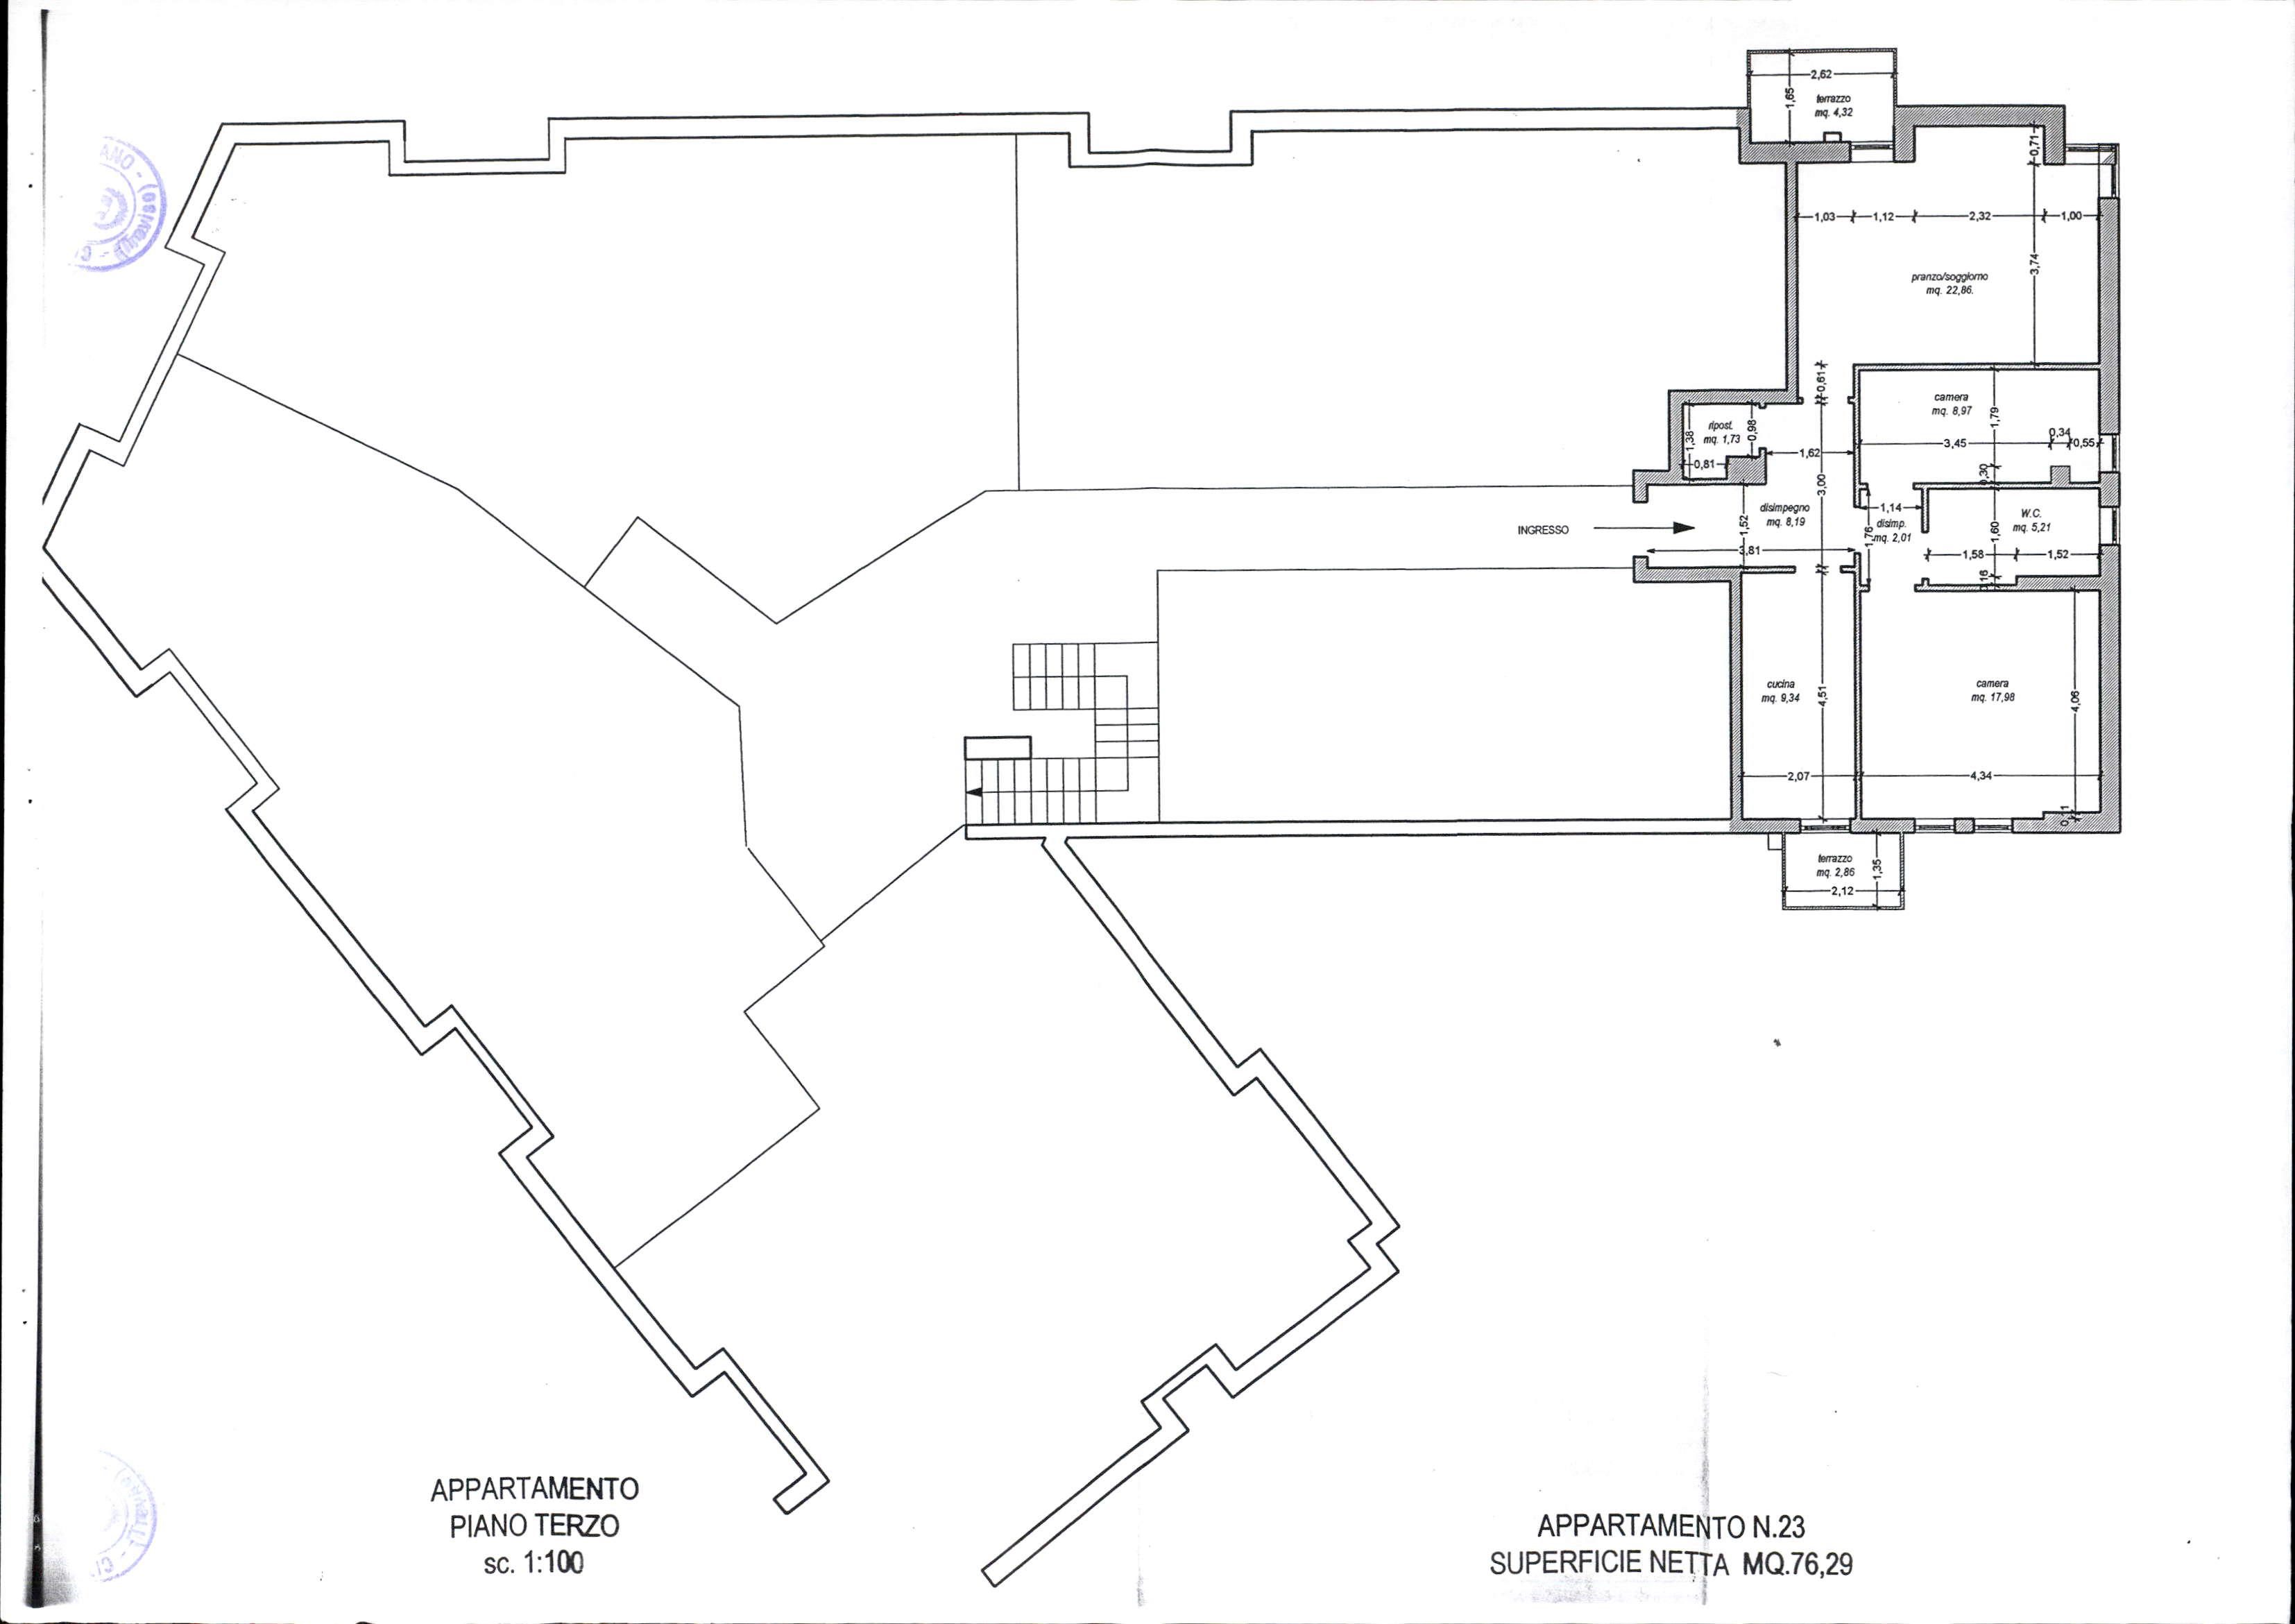 2,62
1,65
terrazzo
mq. 4,32
0,71
1,03
1,12
2,32
1,00
3,74
pranzo/soggiorno
mq. 22,86.
0,61
camera
mq. 8,97
1,79
ripost.
mq. 1,73
1,38
0,98
0,81
1,62
3,45
0,34
0,55
0,30
3,00
INGRESSO
disimpegno
mq. 8,19
1,52
3,81
1,14
disimp.
mq. 2,01
1,76
W.C.
mq. 5,21
1,60
1,58
1,52
cucina
mq. 9,34
4,51
2,07
camera
mq. 17,98
4,06
4,34
terrazzo
mq. 2,86
1,35
2,12
APPARTAMENTO
PIANO TERZO
sc. 1:100
APPARTAMENTO N.23
SUPERFICIE NETTA MQ.76,29
ANO - (Treviso) -